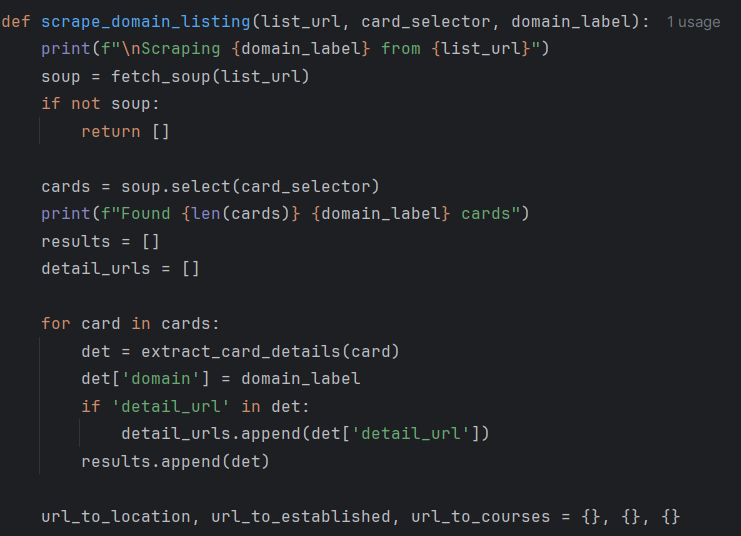 def scrape_domain_listing(list_url, card_selector, domain_label): 1 usage
    print(f"\nScraping {domain_label} from {list_url}")
    soup = fetch_soup(list_url)
    if not soup:
        return []

    cards = soup.select(card_selector)
    print(f"Found {len(cards)} {domain_label} cards")
    results = []
    detail_urls = []

    for card in cards:
        det = extract_card_details(card)
        det['domain'] = domain_label
        if 'detail_url' in det:
            detail_urls.append(det['detail_url'])
        results.append(det)

    url_to_location, url_to_established, url_to_courses = {}, {}, {}